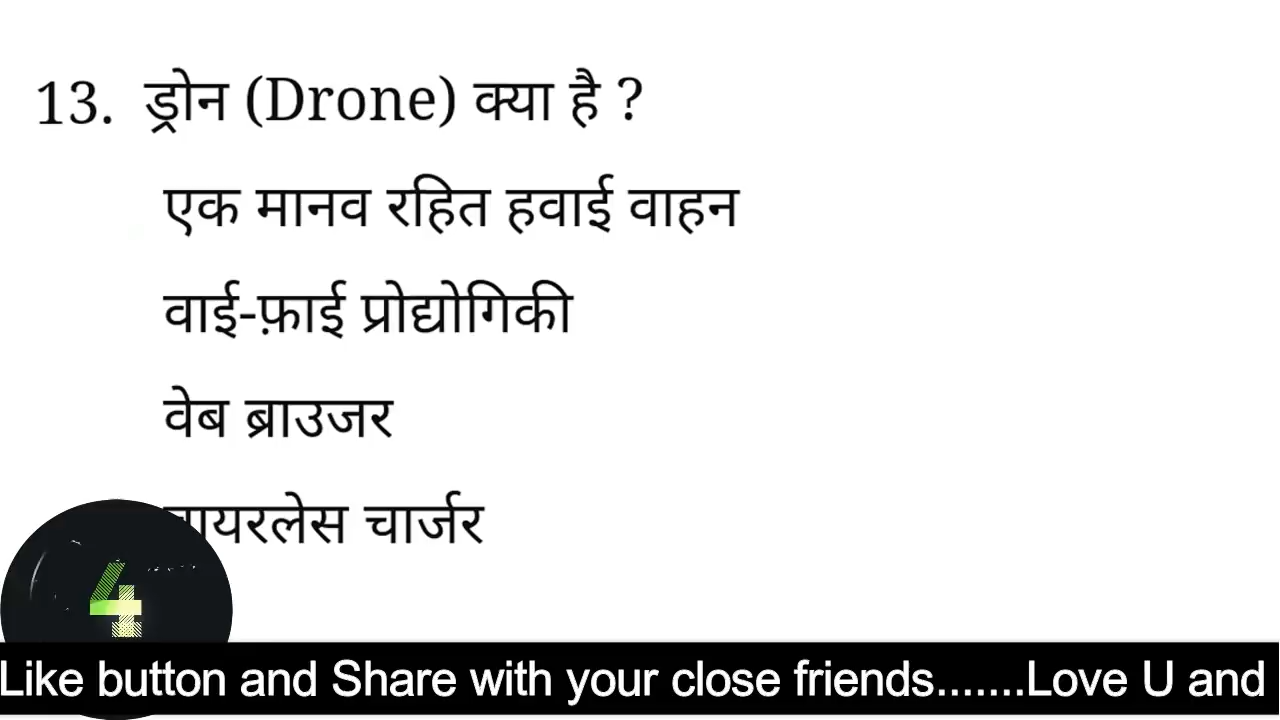 13. ड्रोन (Drone) क्या है ?
एक मानव रहित हवाई वाहन
वाई-फ़ाई प्रोद्योगिकी
वेब ब्राउजर
चार्जर
4
Like button and Share with your close friends.......Love U and